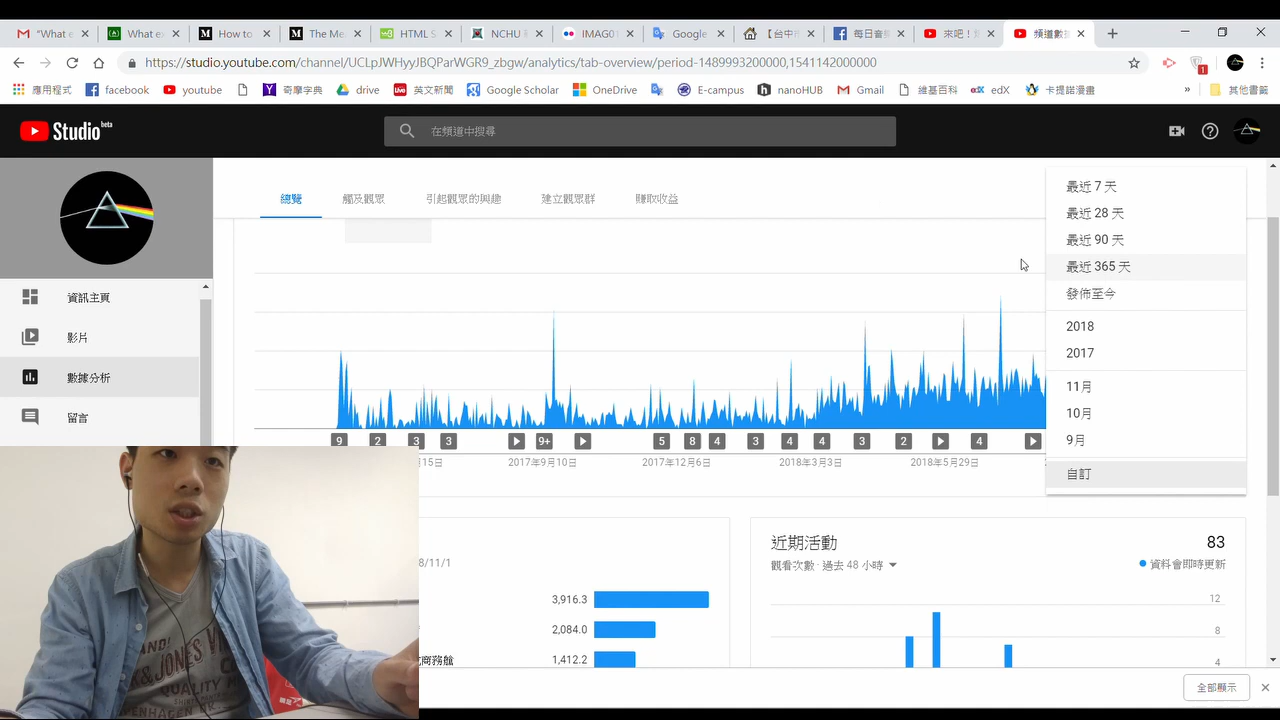 "What e
What ex
How to
The Me
HTML S
NCHU
IMAG01
Google
【台中
每日音樂
來吧!
頻道數據
https://studio.youtube.com/channel/UCLpJWHyyJBQParWGR9_zbgw/analytics/tab-overview/period-1489993200000,1541142000000
1
應用程式
facebook
youtube
奇摩字典
drive
英文新聞
Google Scholar
OneDrive
E-campus
nanoHUB
Gmail
維基百科
edX
卡提諾漫畫
»
其他書籤
Studio beta
在頻道中搜尋
總覽
觸及觀眾
引起觀眾的興趣
建立觀眾群
賺取收益
資訊主頁
影片
數據分析
留言
最近 7 天
最近 28 天
最近 90 天
最近 365 天
發佈至今
2018
2017
11月
10月
9月
自訂
9 2 3 3 9+ 5 8 4 3 4 4 3 2 4
月15日
2017年9月10日
2017年12月6日
2018年3月3日
2018年5月29日
8/11/1
3,916.3
2,084.0
商務艙
1,412.2
近期活動
83
觀看次數 · 過去 48 小時
資料會即時更新
12
8
4
全部顯示
AND
K & JONES VIN
QUALITY